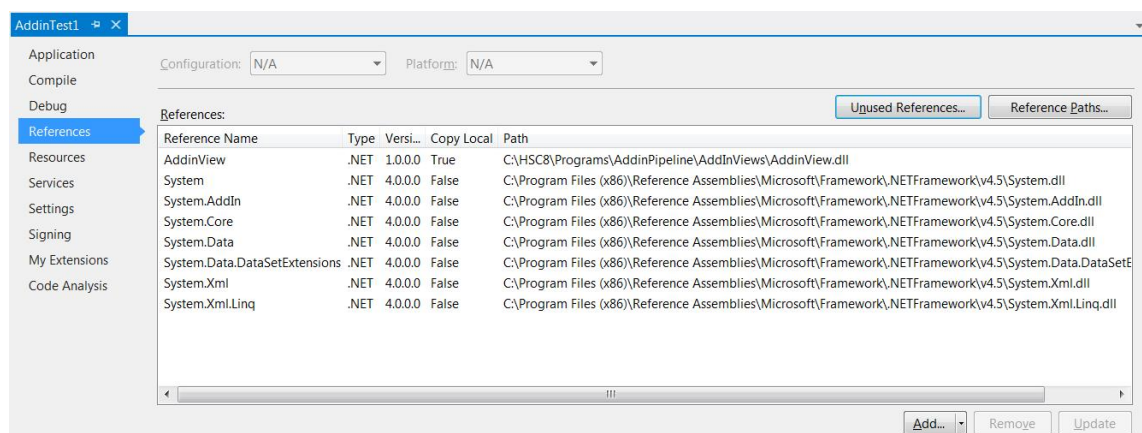 AddinTest1
Application
Compile
Debug
References
Resources
Services
Settings
Signing
My Extensions
Code Analysis
Configuration: N/A Platform: N/A
Unused References... Reference Paths...
References:
Reference Name Type Versi... Copy Local Path
AddinView .NET 1.0.0.0 True C:\HSC8\Programs\AddinPipeline\AddInViews\AddinView.dll
System .NET 4.0.0.0 False C:\Program Files (x86)\Reference Assemblies\Microsoft\Framework\.NETFramework\v4.5\System.dll
System.AddIn .NET 4.0.0.0 False C:\Program Files (x86)\Reference Assemblies\Microsoft\Framework\.NETFramework\v4.5\System.AddIn.dll
System.Core .NET 4.0.0.0 False C:\Program Files (x86)\Reference Assemblies\Microsoft\Framework\.NETFramework\v4.5\System.Core.dll
System.Data .NET 4.0.0.0 False C:\Program Files (x86)\Reference Assemblies\Microsoft\Framework\.NETFramework\v4.5\System.Data.dll
System.Data.DataSetExtensions .NET 4.0.0.0 False C:\Program Files (x86)\Reference Assemblies\Microsoft\Framework\.NETFramework\v4.5\System.Data.DataSetE
System.Xml .NET 4.0.0.0 False C:\Program Files (x86)\Reference Assemblies\Microsoft\Framework\.NETFramework\v4.5\System.Xml.dll
System.Xml.Linq .NET 4.0.0.0 False C:\Program Files (x86)\Reference Assemblies\Microsoft\Framework\.NETFramework\v4.5\System.Xml.Linq.dll
Add... Remove Update